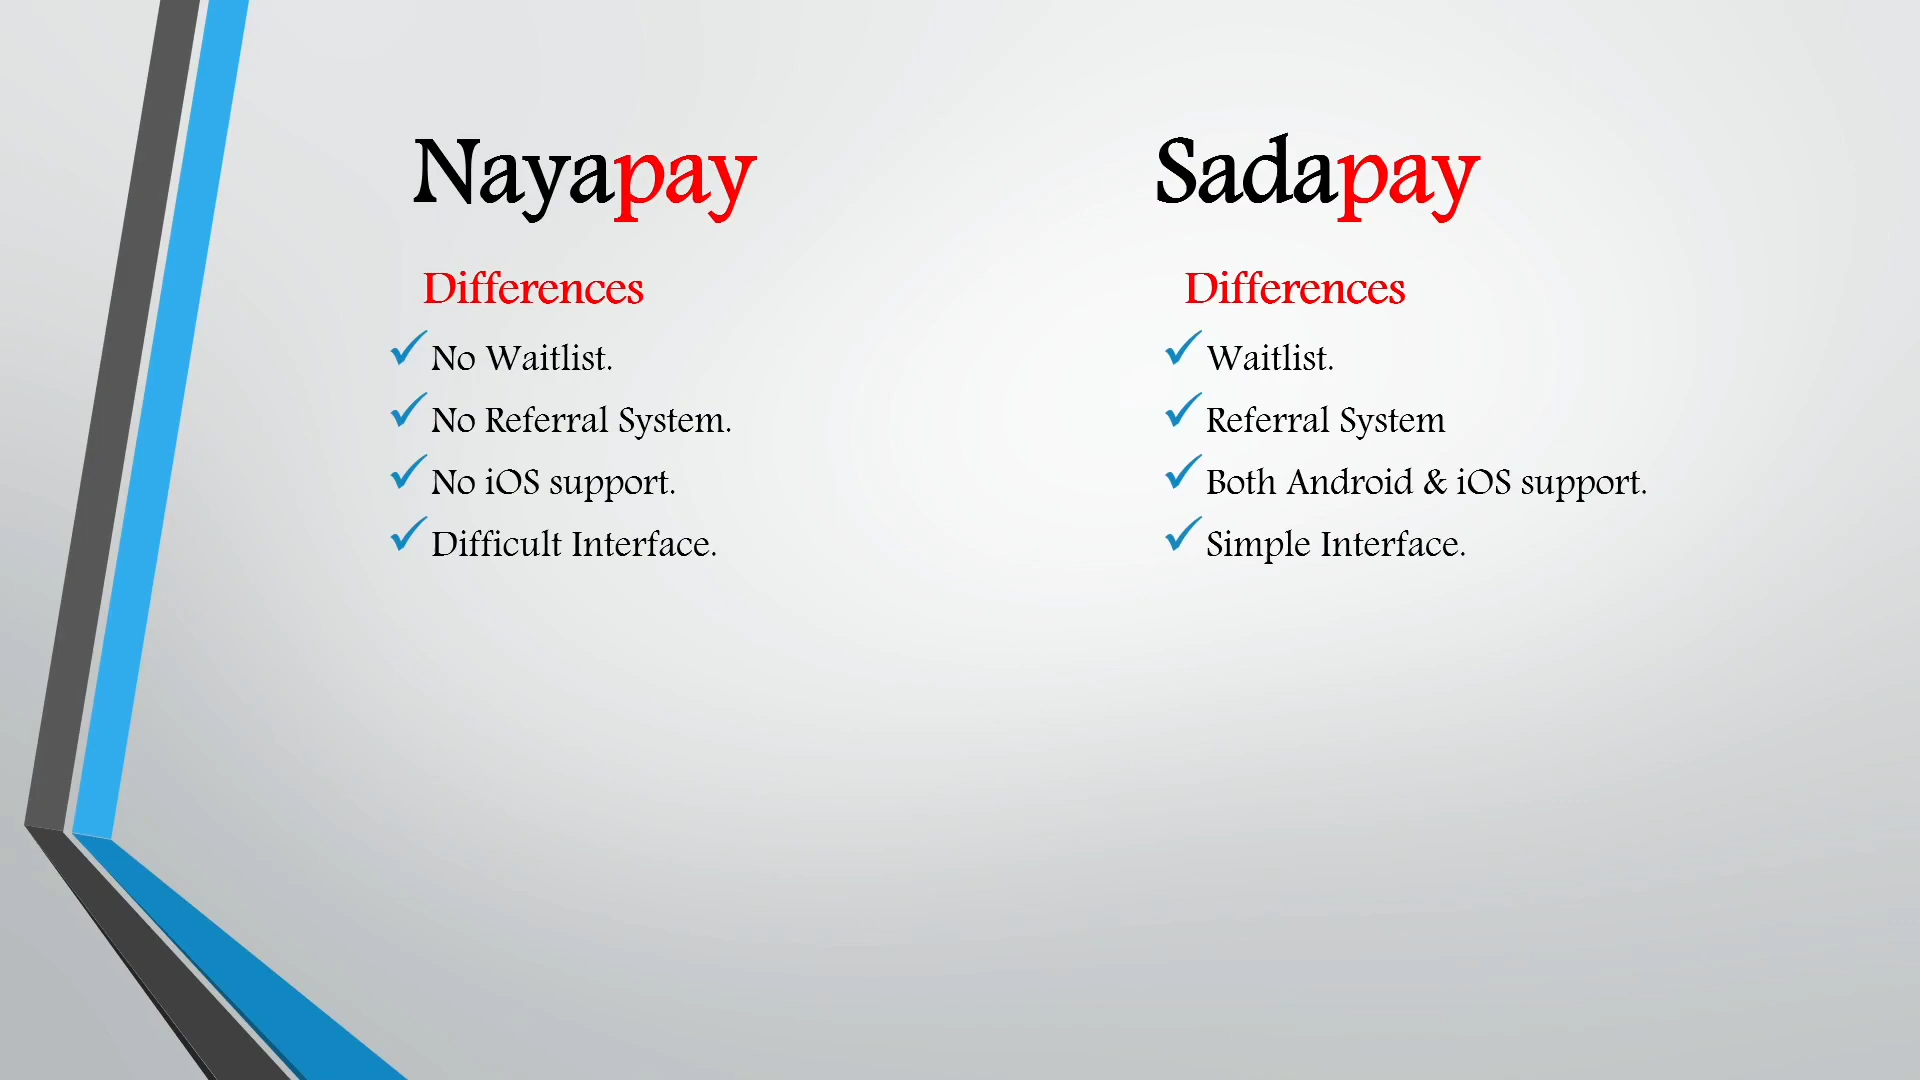 Nayapay
Differences
No Waitlist.
No Referral System.
No iOS support.
Difficult Interface.
Sadapay
Differences
Waitlist.
Referral System
Both Android & iOS support.
Simple Interface.